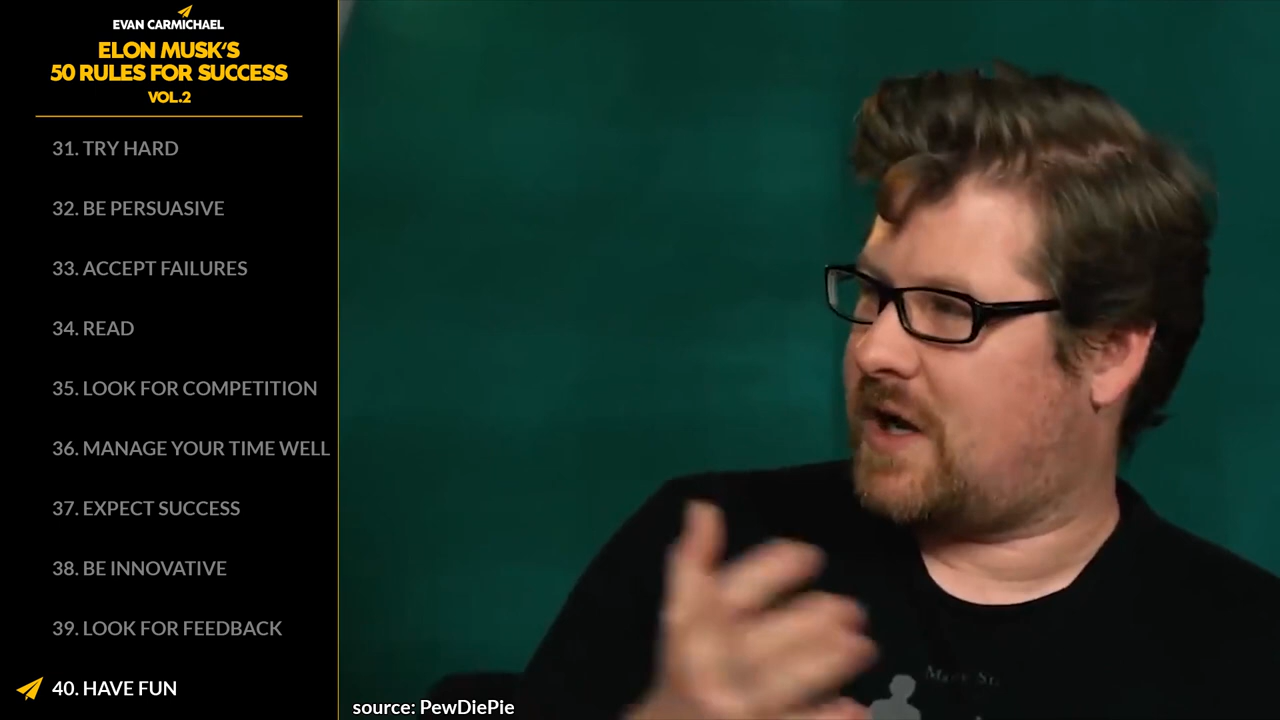 EVAN CARMICHAEL
ELON MUSK'S
50 RULES FOR SUCCESS
VOL.2
31. TRY HARD
32. BE PERSUASIVE
33. ACCEPT FAILURES
34. READ
35. LOOK FOR COMPETITION
36. MANAGE YOUR TIME WELL
37. EXPECT SUCCESS
38. BE INNOVATIVE
39. LOOK FOR FEEDBACK
40. HAVE FUN
source: PewDiePie